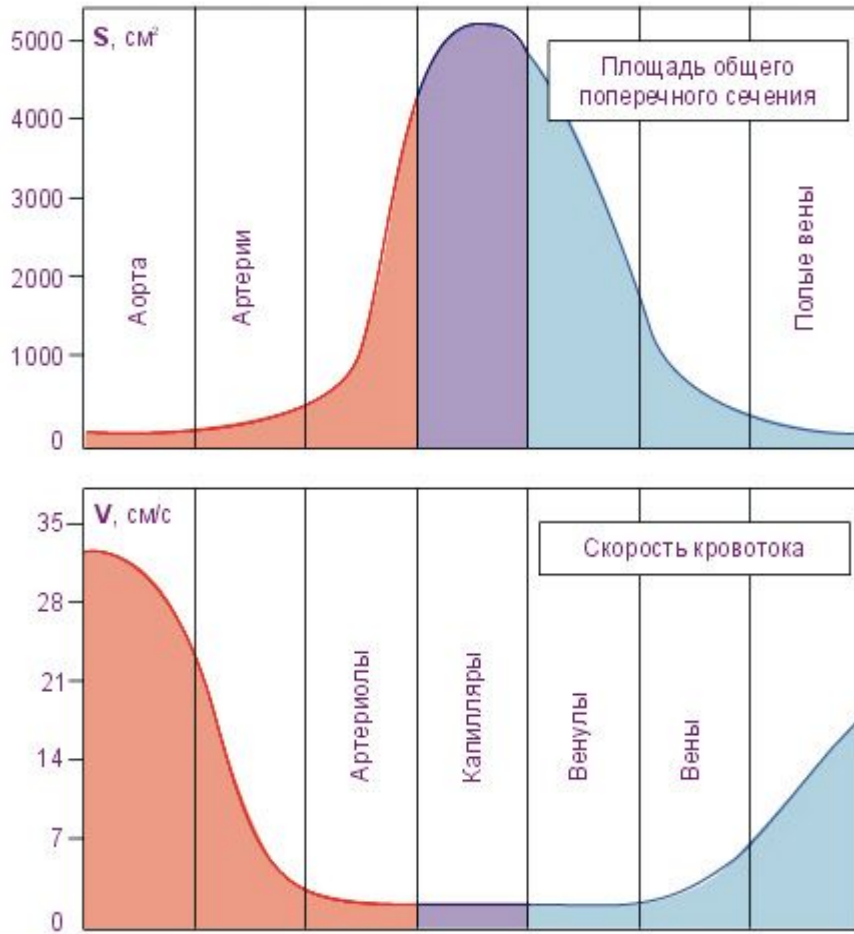 S, см²
5000
4000
3000
2000
1000
0
Площадь общего
поперечного сечения
Аорта
Артерии
Полые вены
V, см/с
35
28
21
14
7
0
Скорость кровотока
Артериолы
Капилляры
Венулы
Вены